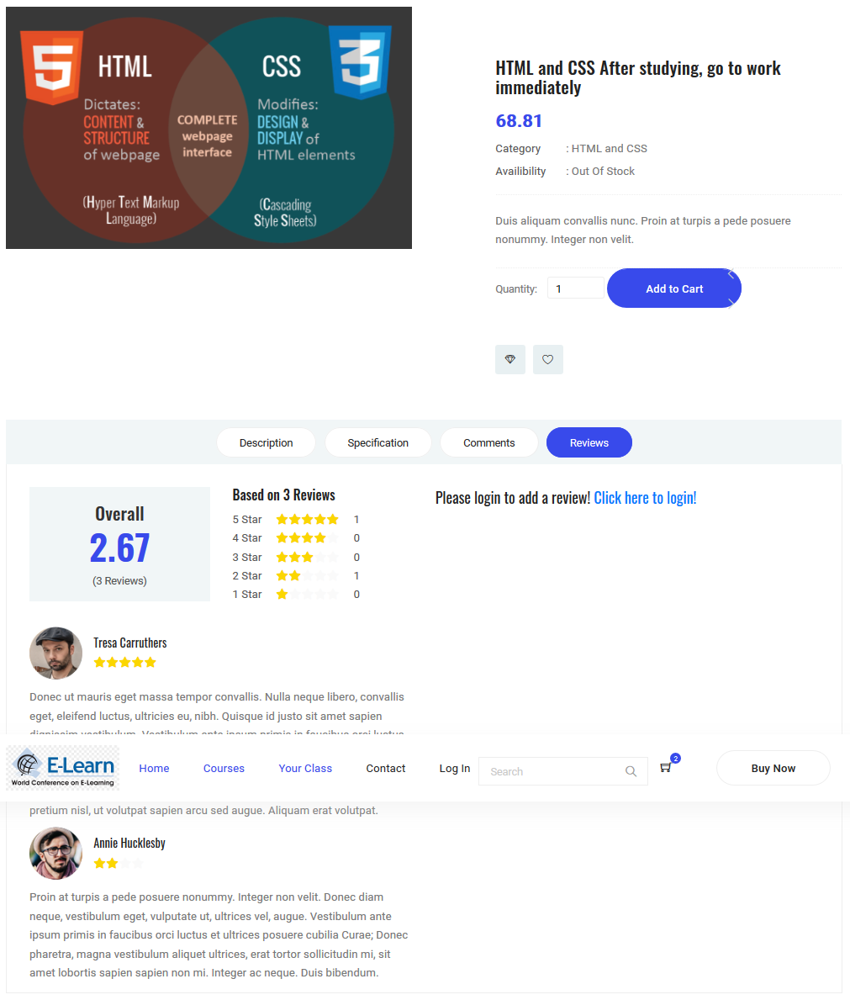 HTML
Dictates:
CONTENT &
STRUCTURE
of webpage
(Hyper Text Markup
Language)
COMPLETE
webpage
interface
CSS
Modifies:
DESIGN &
DISPLAY of
HTML elements
(Cascading
Style Sheets)
HTML and CSS After studying, go to work
immediately
68.81
Category : HTML and CSS
Availibility : Out Of Stock
Duis aliquam convallis nunc. Proin at turpis a pede posuere
nonummy. Integer non velit.
Quantity: 1 Add to Cart
Description Specification Comments Reviews
Overall
2.67
(3 Reviews)
Based on 3 Reviews
5 Star 1
4 Star 0
3 Star 0
2 Star 1
1 Star 0
Please login to add a review! Click here to login!
Tresa Carruthers
Donec ut mauris eget massa tempor convallis. Nulla neque libero, convallis
eget, eleifend luctus, ultricies eu, nibh. Quisque id justo sit amet sapien
dignissim vestibulum. Vestibulum ante ipsum primis in faucibus orci luctus
E-Learn
World Conference on E-Learning
Home Courses Your Class Contact Log In Search 2 Buy Now
pretium nisl, ut volutpat sapien arcu sed augue. Aliquam erat volutpat.
Annie Hucklesby
Proin at turpis a pede posuere nonummy. Integer non velit. Donec diam
neque, vestibulum eget, vulputate ut, ultrices vel, augue. Vestibulum ante
ipsum primis in faucibus orci luctus et ultrices posuere cubilia Curae; Donec
pharetra, magna vestibulum aliquet ultrices, erat tortor sollicitudin mi, sit
amet lobortis sapien sapien non mi. Integer ac neque. Duis bibendum.